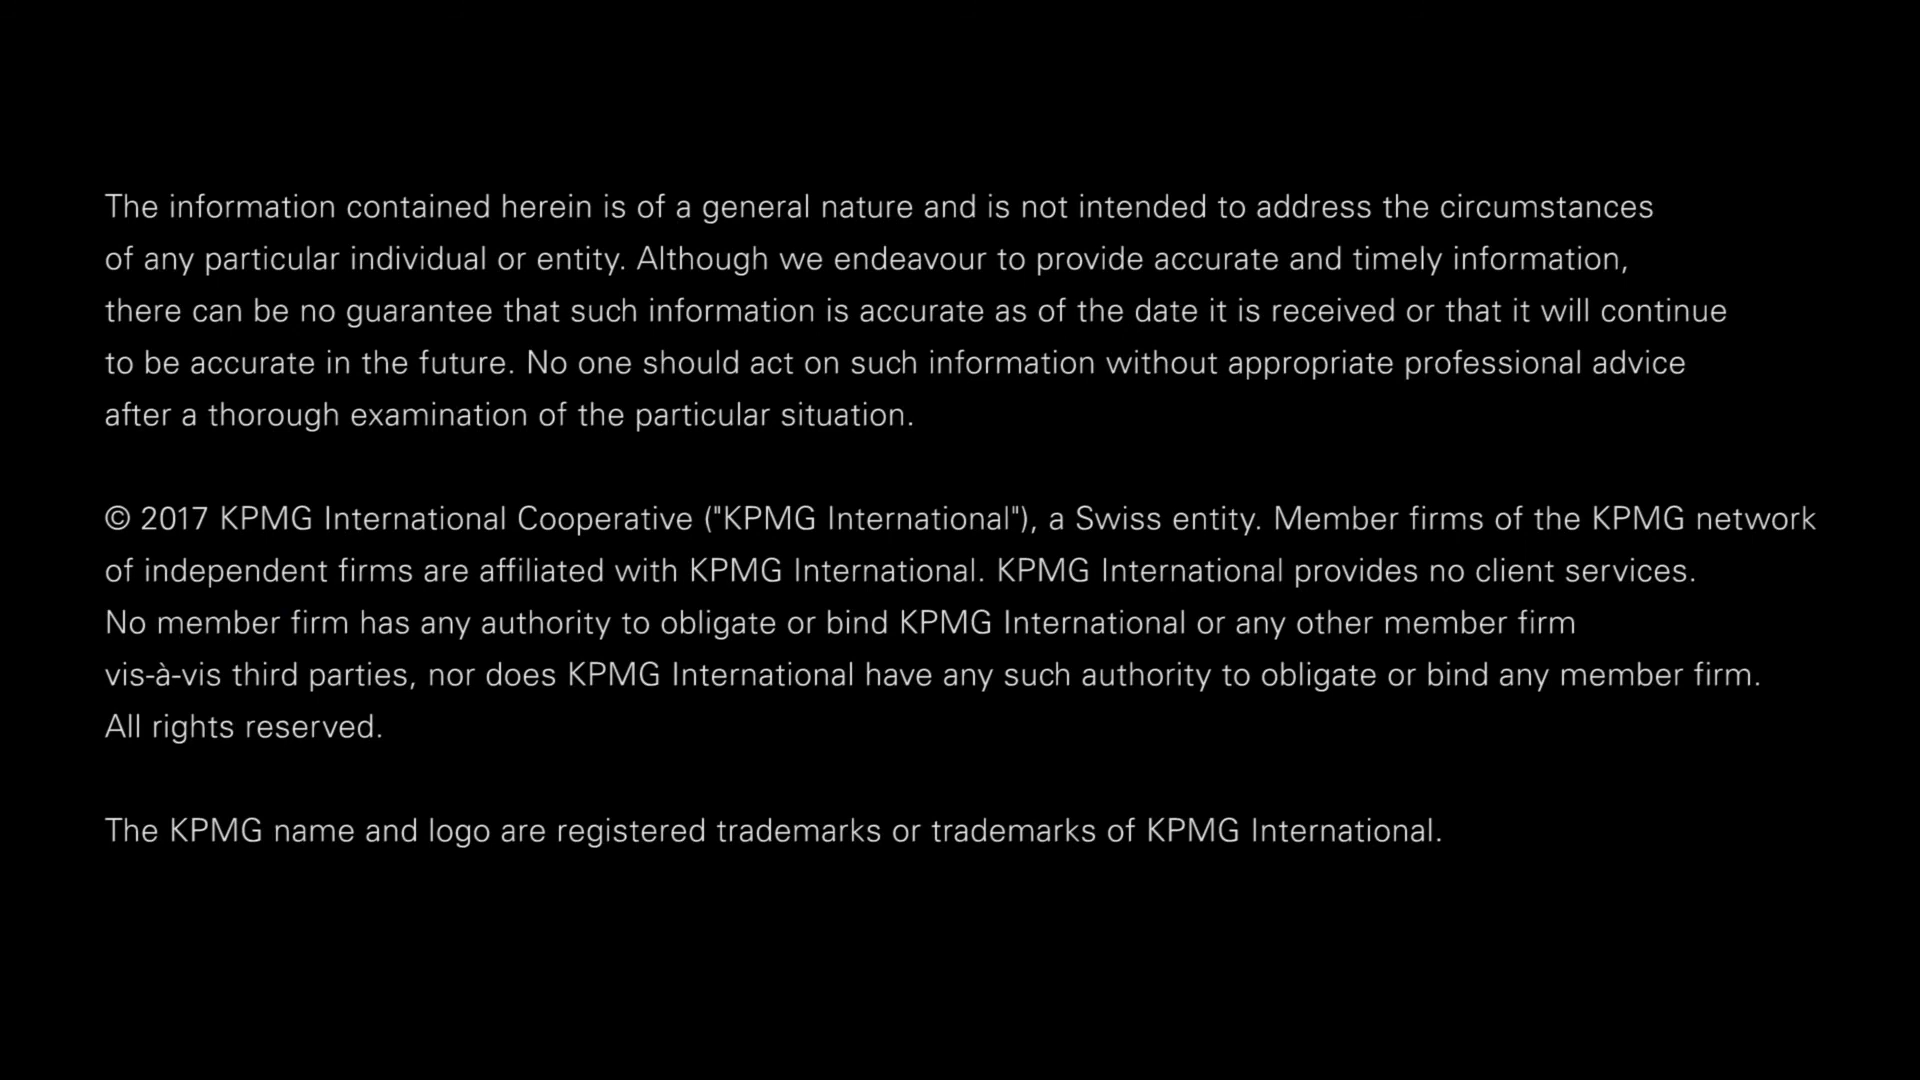 The information contained herein is of a general nature and is not intended to address the circumstances
of any particular individual or entity. Although we endeavour to provide accurate and timely information,
there can be no guarantee that such information is accurate as of the date it is received or that it will continue
to be accurate in the future. No one should act on such information without appropriate professional advice
after a thorough examination of the particular situation.
© 2017 KPMG International Cooperative ("KPMG International"), a Swiss entity. Member firms of the KPMG network
of independent firms are affiliated with KPMG International. KPMG International provides no client services.
No member firm has any authority to obligate or bind KPMG International or any other member firm
vis-à-vis third parties, nor does KPMG International have any such authority to obligate or bind any member firm.
All rights reserved.
The KPMG name and logo are registered trademarks or trademarks of KPMG International.